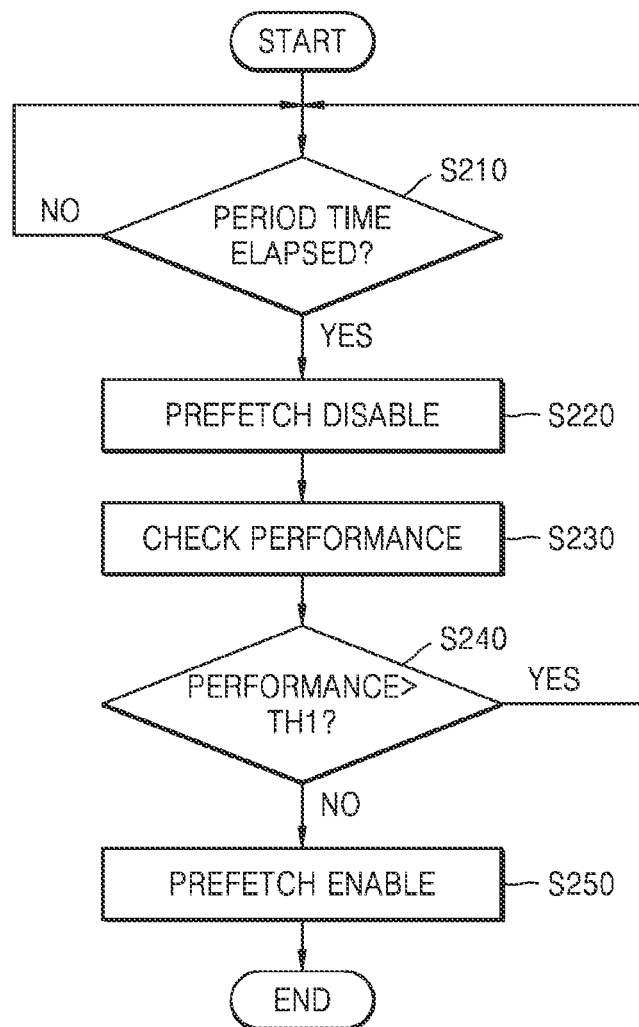 START
S210
NO
PERIOD TIME
ELAPSED?
YES
PREFETCH DISABLE
S220
CHECK PERFORMANCE
S230
S240
PERFORMANCE>
TH1?
YES
NO
PREFETCH ENABLE
S250
END